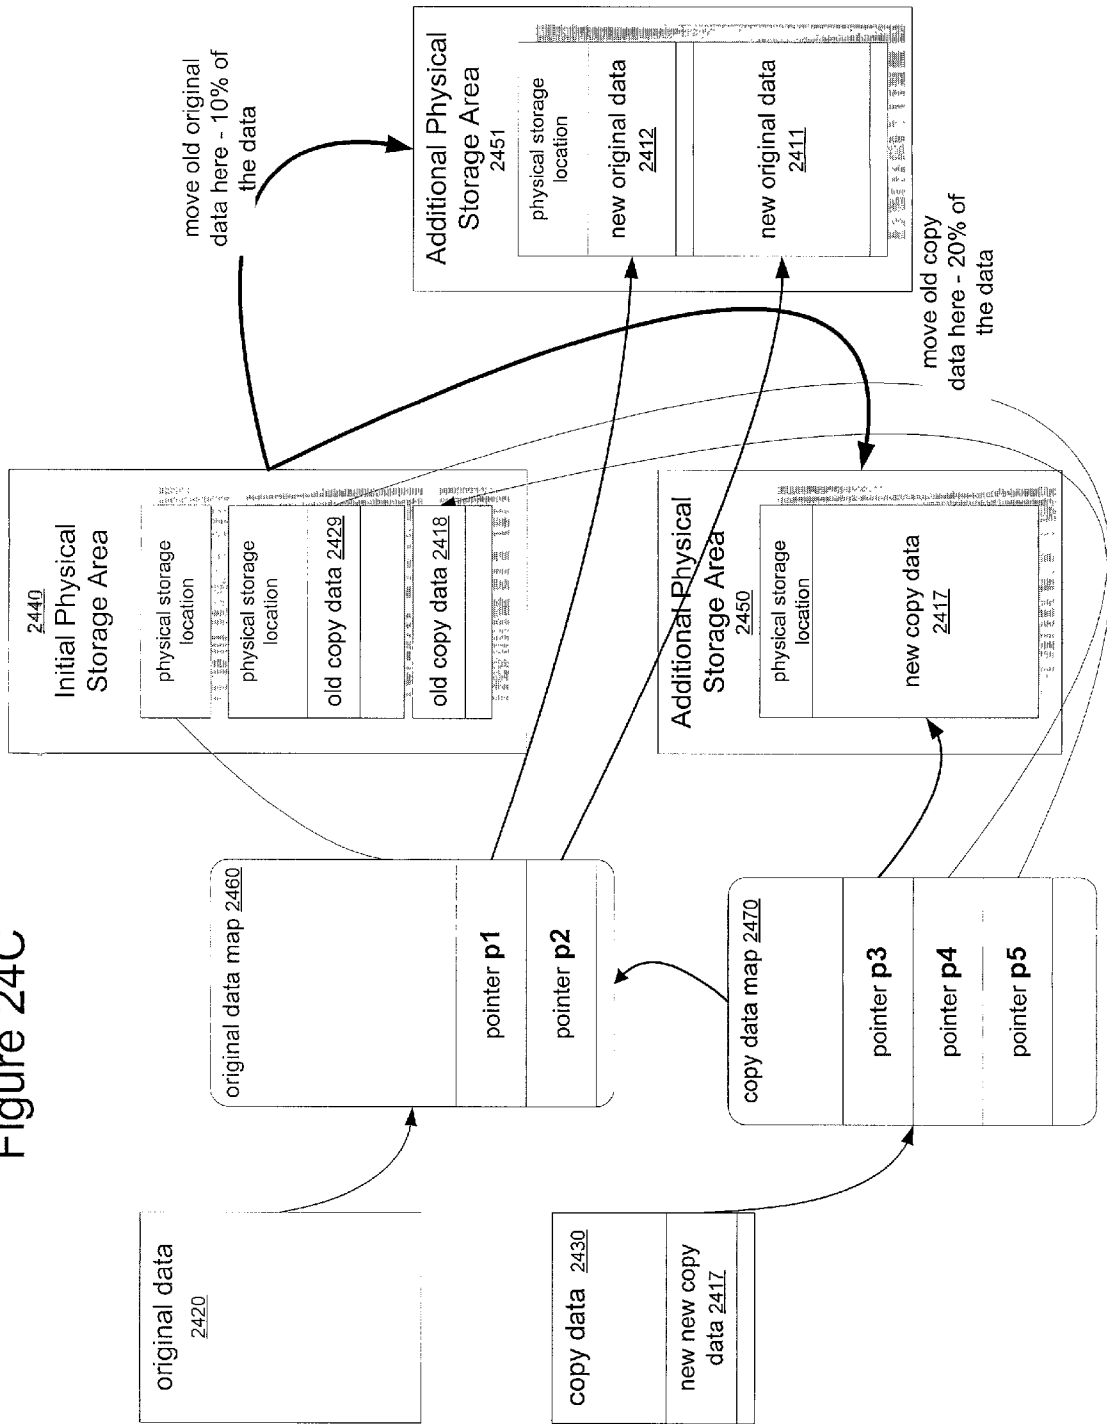 Figure 24C
original data
2420
copy data 2430
new new copy
data 2417
original data map 2460
pointer p1
pointer p2
copy data map 2470
pointer p3
pointer p4
pointer p5
2440
Initial Physical
Storage Area
physical storage
location
physical storage
location
old copy data 2429
old copy data 2418
Additional Physical
Storage Area
2450
physical storage
location
new copy data
2417
move old original
data here - 10% of
the data
Additional Physical
Storage Area
2451
physical storage
location
new original data
2412
new original data
2411
move old copy
data here - 20% of
the data